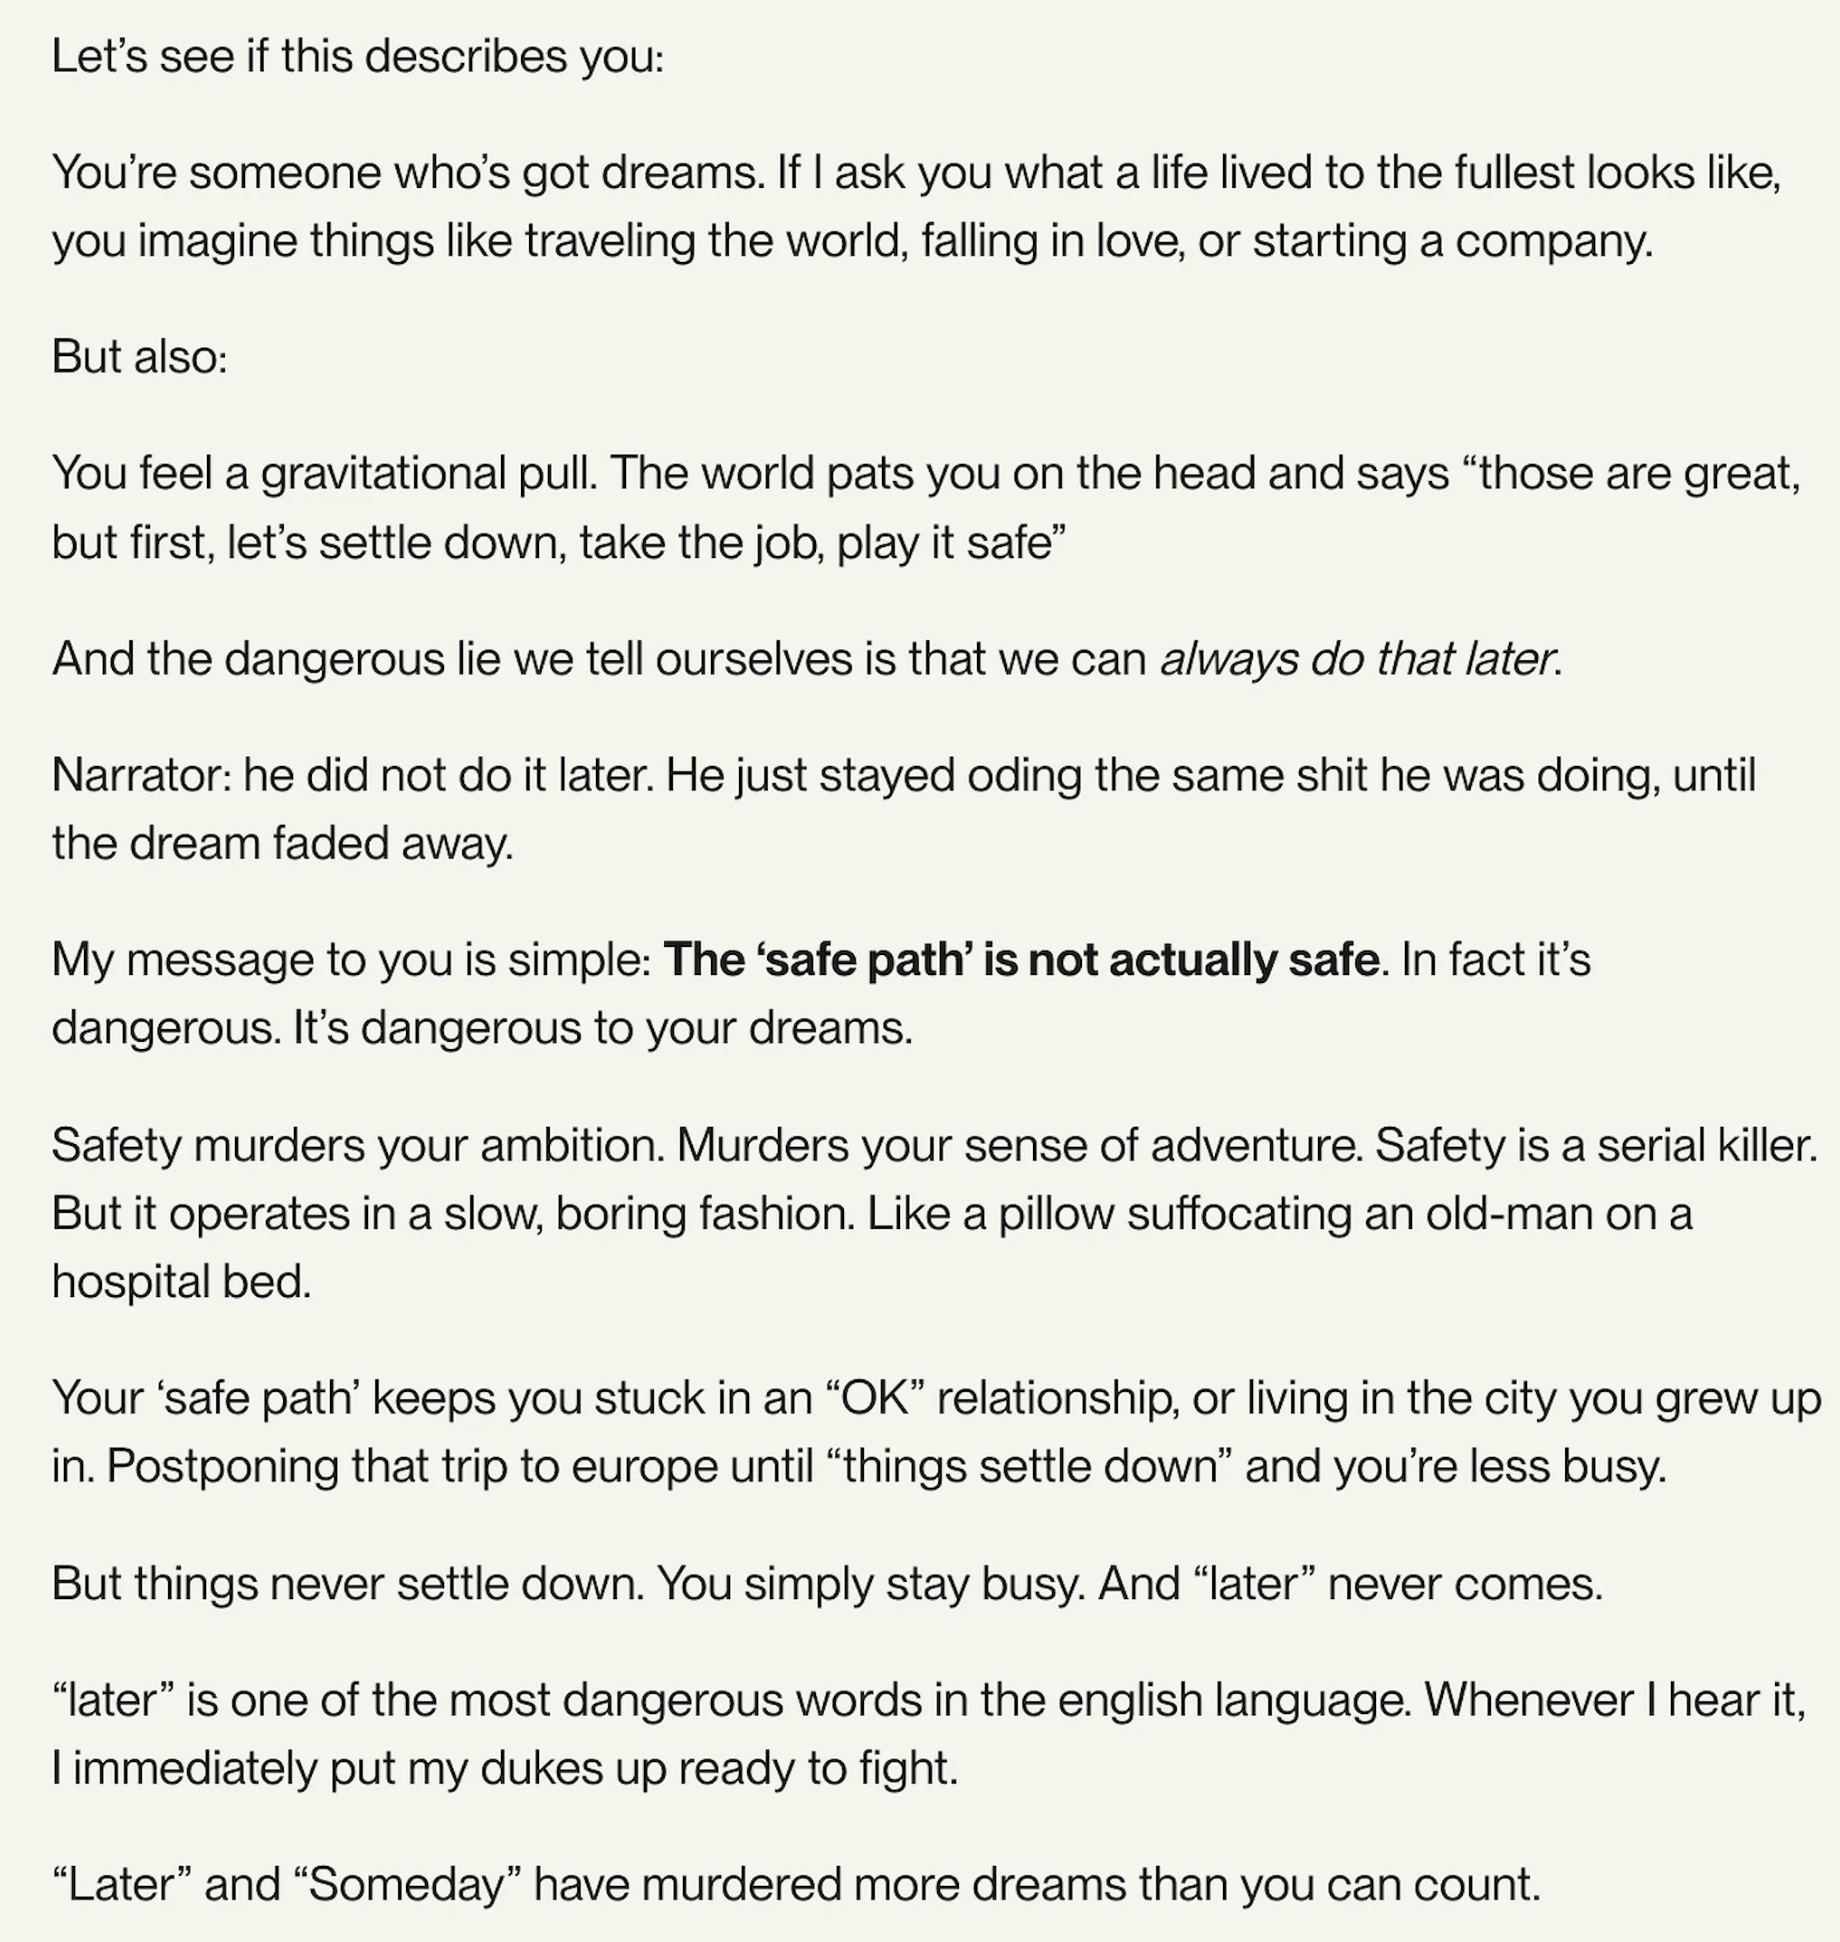 Let’s see if this describes you:
You’re someone who’s got dreams. If I ask you what a life lived to the fullest looks like,
you imagine things like traveling the world, falling in love, or starting a company.
But also:
You feel a gravitational pull. The world pats you on the head and says “those are great,
but first, let’s settle down, take the job, play it safe”
And the dangerous lie we tell ourselves is that we can always do that later.
Narrator: he did not do it later. He just stayed oding the same shit he was doing, until
the dream faded away.
My message to you is simple: The ‘safe path’ is not actually safe. In fact it’s
dangerous. It’s dangerous to your dreams.
Safety murders your ambition. Murders your sense of adventure. Safety is a serial killer.
But it operates in a slow, boring fashion. Like a pillow suffocating an old-man on a
hospital bed.
Your ‘safe path’ keeps you stuck in an “OK” relationship, or living in the city you grew up
in. Postponing that trip to europe until “things settle down” and you’re less busy.
But things never settle down. You simply stay busy. And “later” never comes.
“later” is one of the most dangerous words in the english language. Whenever I hear it,
I immediately put my dukes up ready to fight.
“Later” and “Someday” have murdered more dreams than you can count.